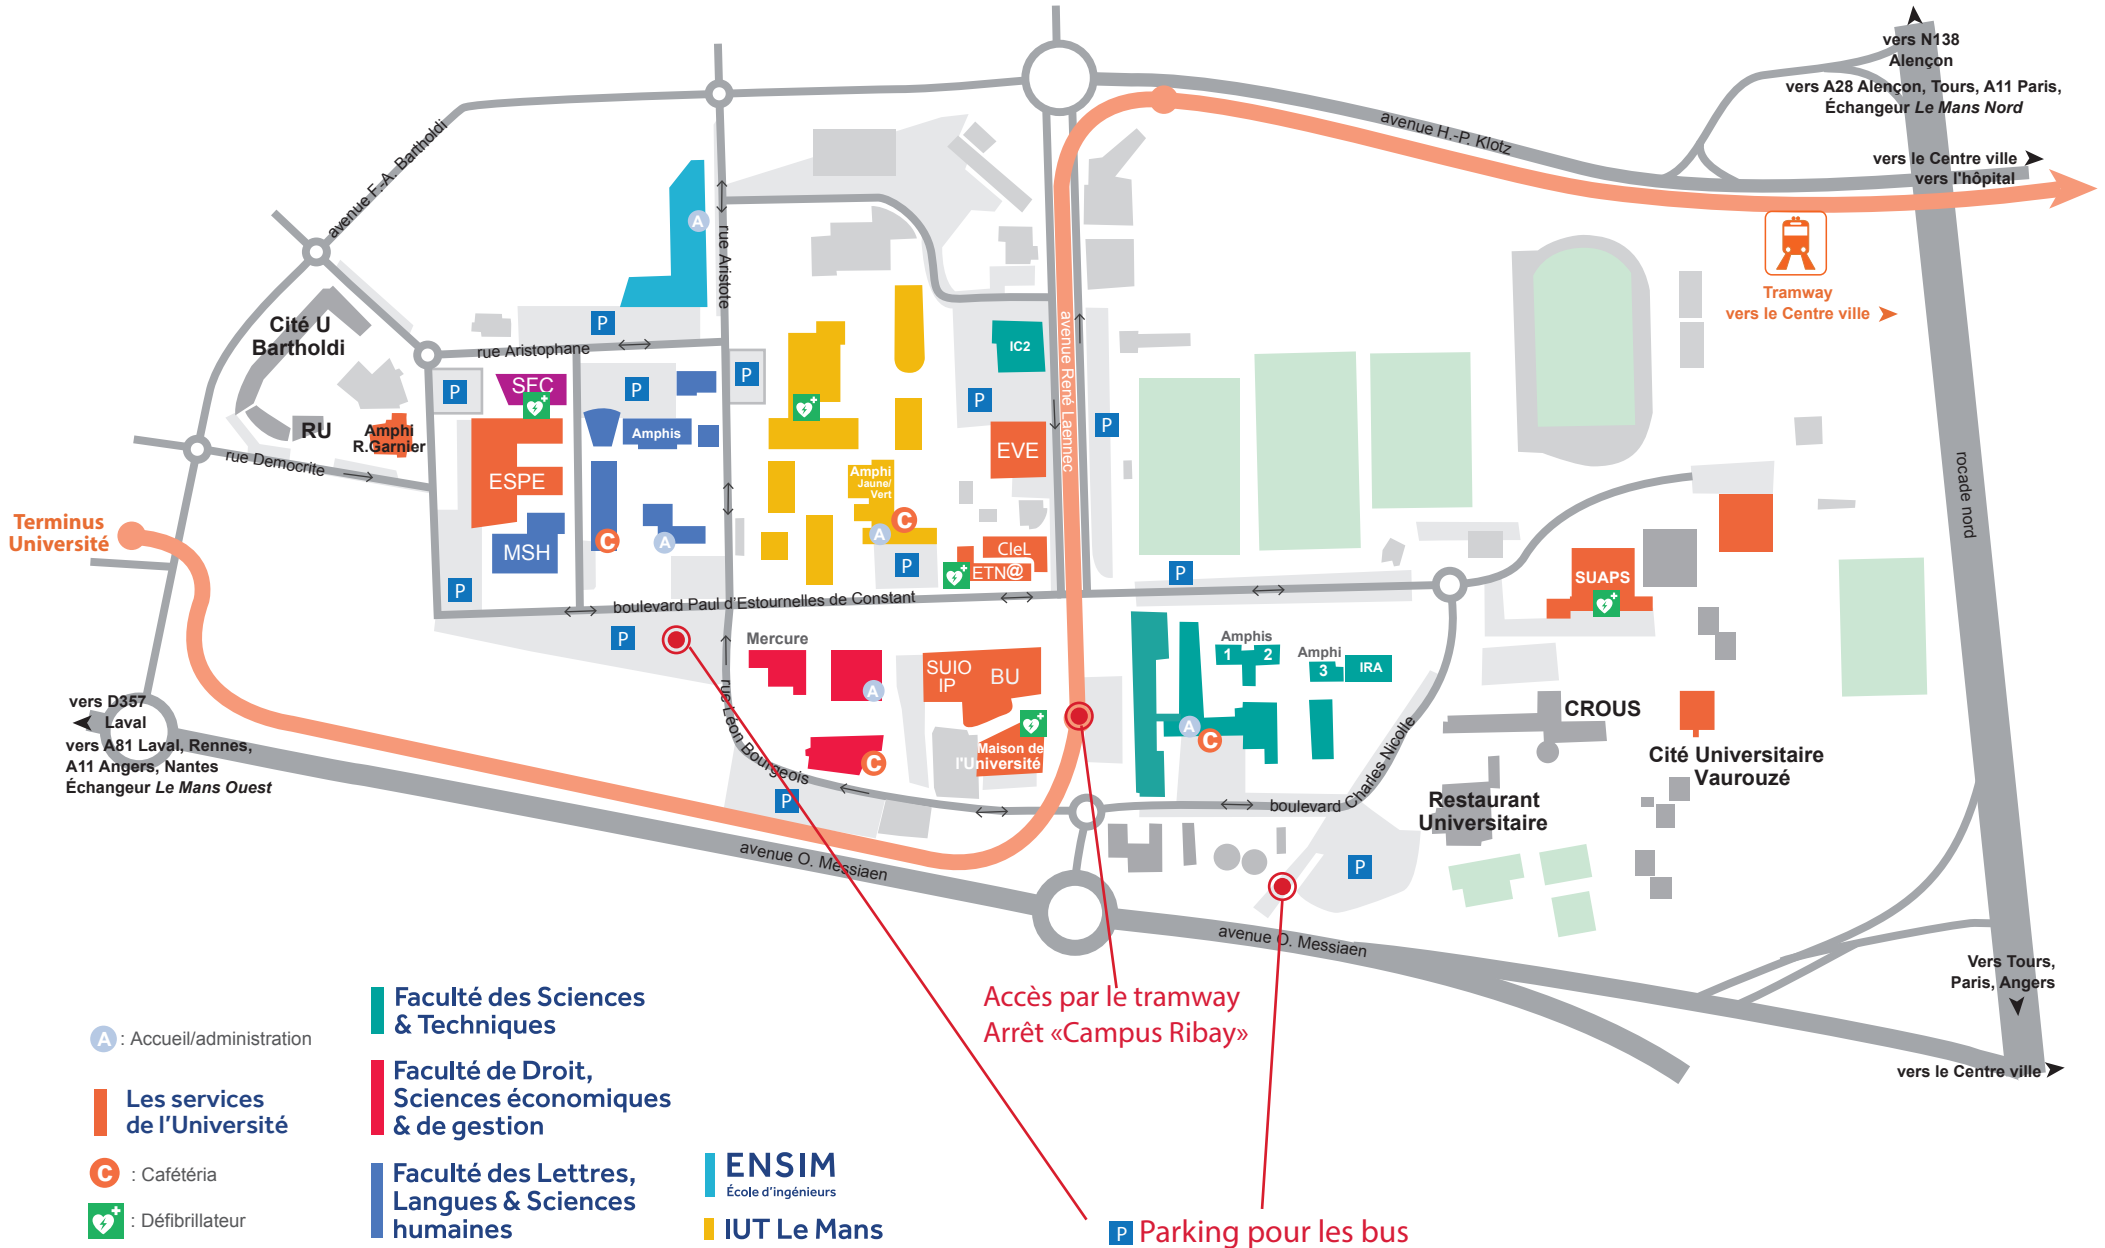 vers N138
Alençon
vers A28 Alençon, Tours, A11 Paris,
Échangeur Le Mans Nord
avenue H.-P. Klotz
vers le Centre ville
vers l'hôpital
Tramway
vers le Centre ville
avenue F.-A. Bartholdi
A
rue Aristote
Cité U
Bartholdi
P
rue Aristophane
IC2
avenue René Laennec
P
SFC
P
P
P
P
RU
Amphi
R.Garnier
Amphis
EVE
rue Democrite
ESPE
Amphi
Jaune/
Vert
rocade nord
Terminus
Université
MSH
C
A
C
A
P
CIeL
ETN@
P
SUAPS
P
boulevard Paul d'Estournelles de Constant
P
Mercure
Amphis
1
2
Amphi
3
IRA
SUIO
IP
BU
A
rue Léon Bourgeois
vers D357
Laval
vers A81 Laval, Rennes,
A11 Angers, Nantes
Échangeur Le Mans Ouest
C
Maison de
l'Université
A
C
CROUS
Cité Universitaire
Vaurouzé
P
boulevard Charles Nicolle
Restaurant
Universitaire
P
avenue O. Messiaen
avenue O. Messiaen
Vers Tours,
Paris, Angers
vers le Centre ville
Accès par le tramway
Arrêt «Campus Ribay»
A : Accueil/administration
Les services
de l'Université
C : Cafétéria
: Défibrillateur
Faculté des Sciences
& Techniques
Faculté de Droit,
Sciences économiques
& de gestion
Faculté des Lettres,
Langues & Sciences
humaines
ENSIM
École d'ingénieurs
IUT Le Mans
P Parking pour les bus